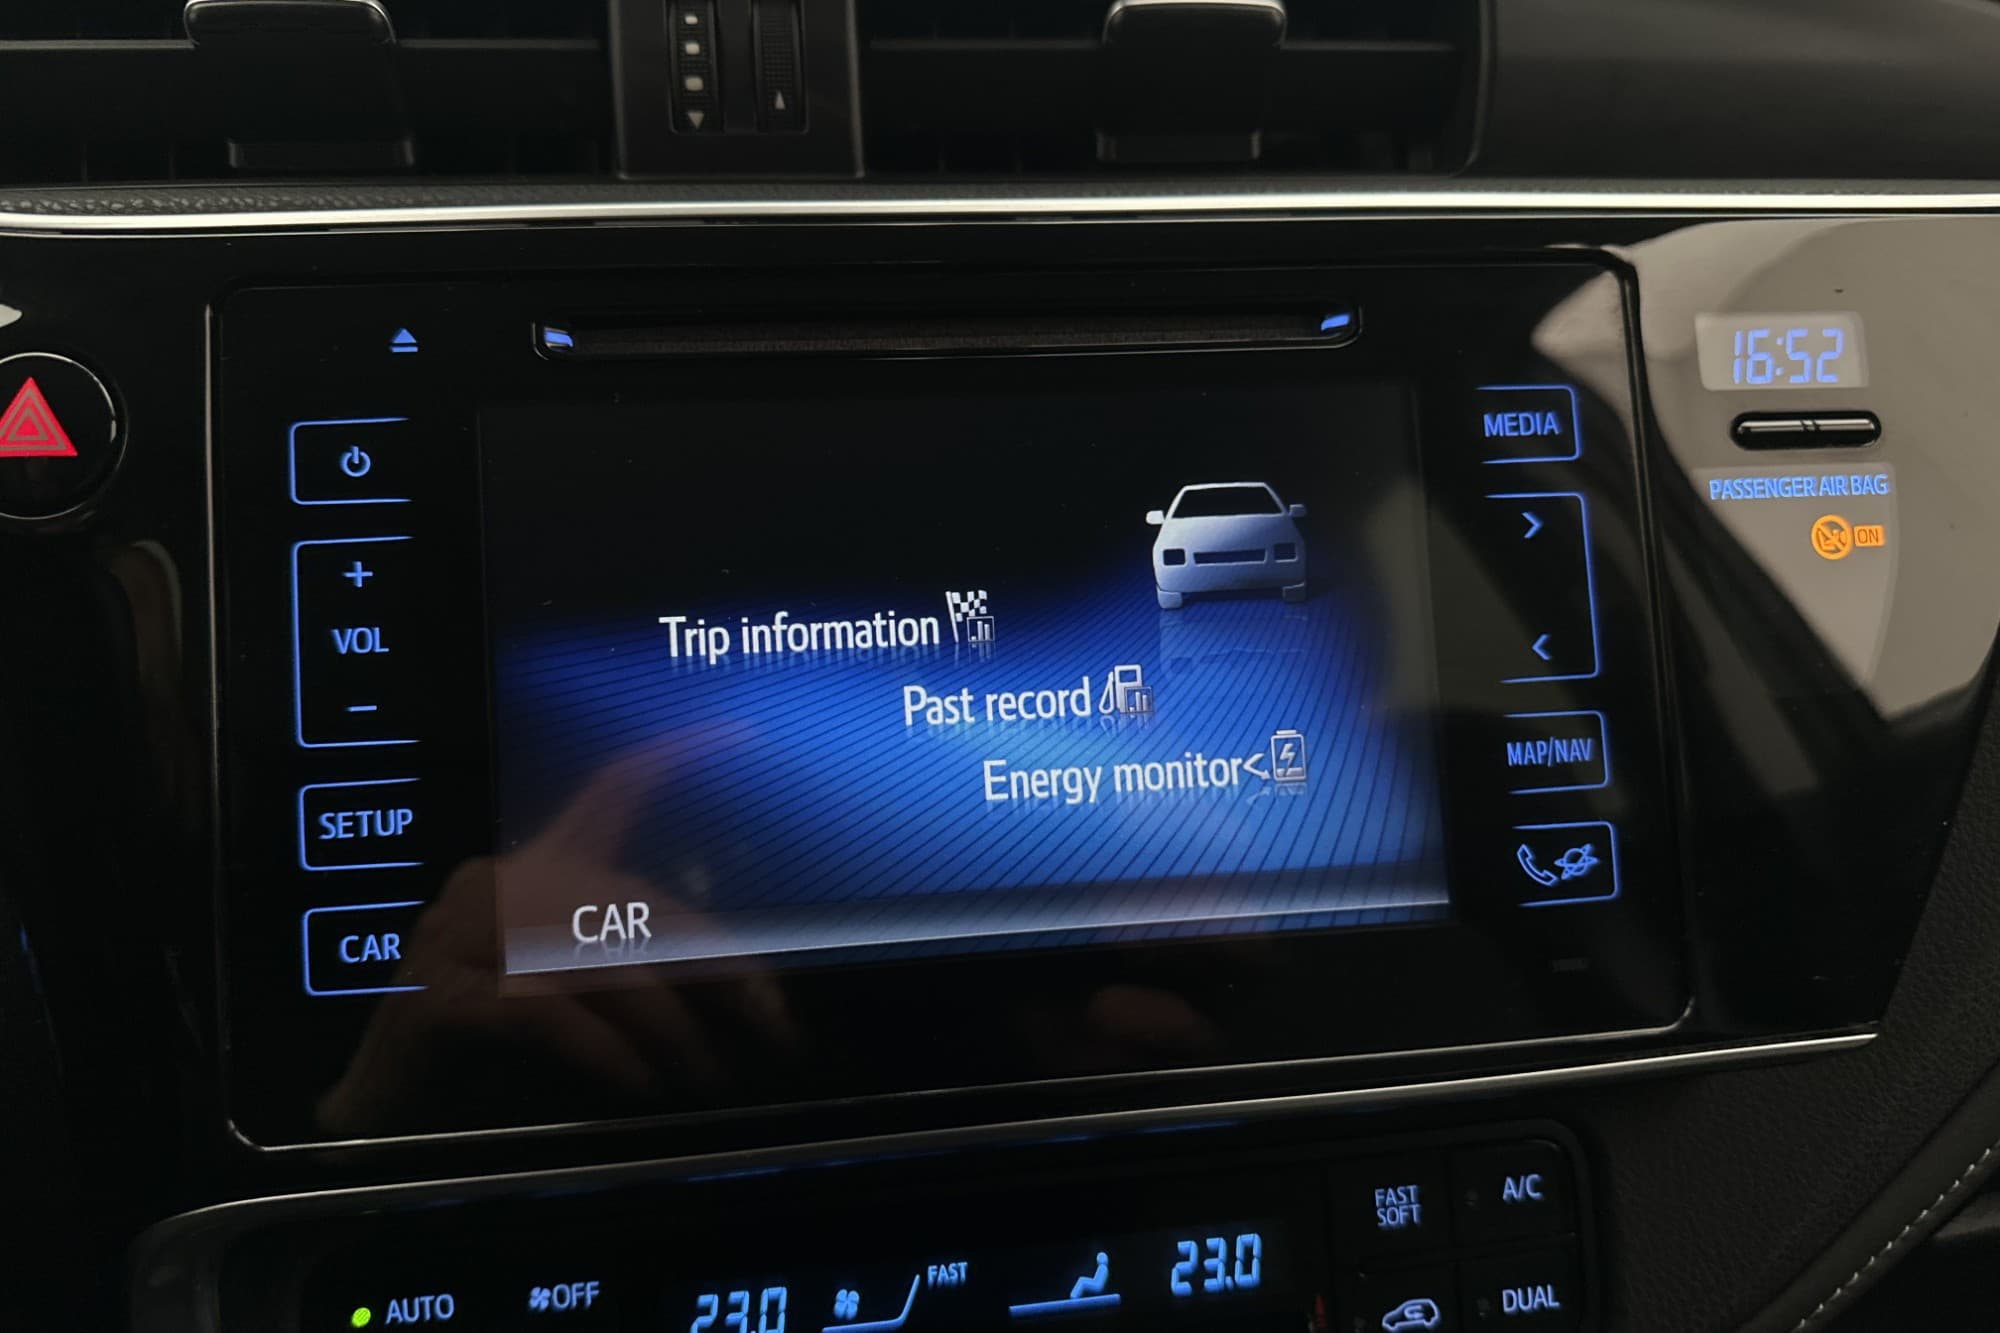 16:52
PASSENGER AIR BAG
ON
VOL
SETUP
CAR
Trip information
Past record
Energy monitor
CAR
MEDIA
MAP/NAV
AUTO
OFF
23.0
FAST
23.0
FAST
SOFT
A/C
DUAL